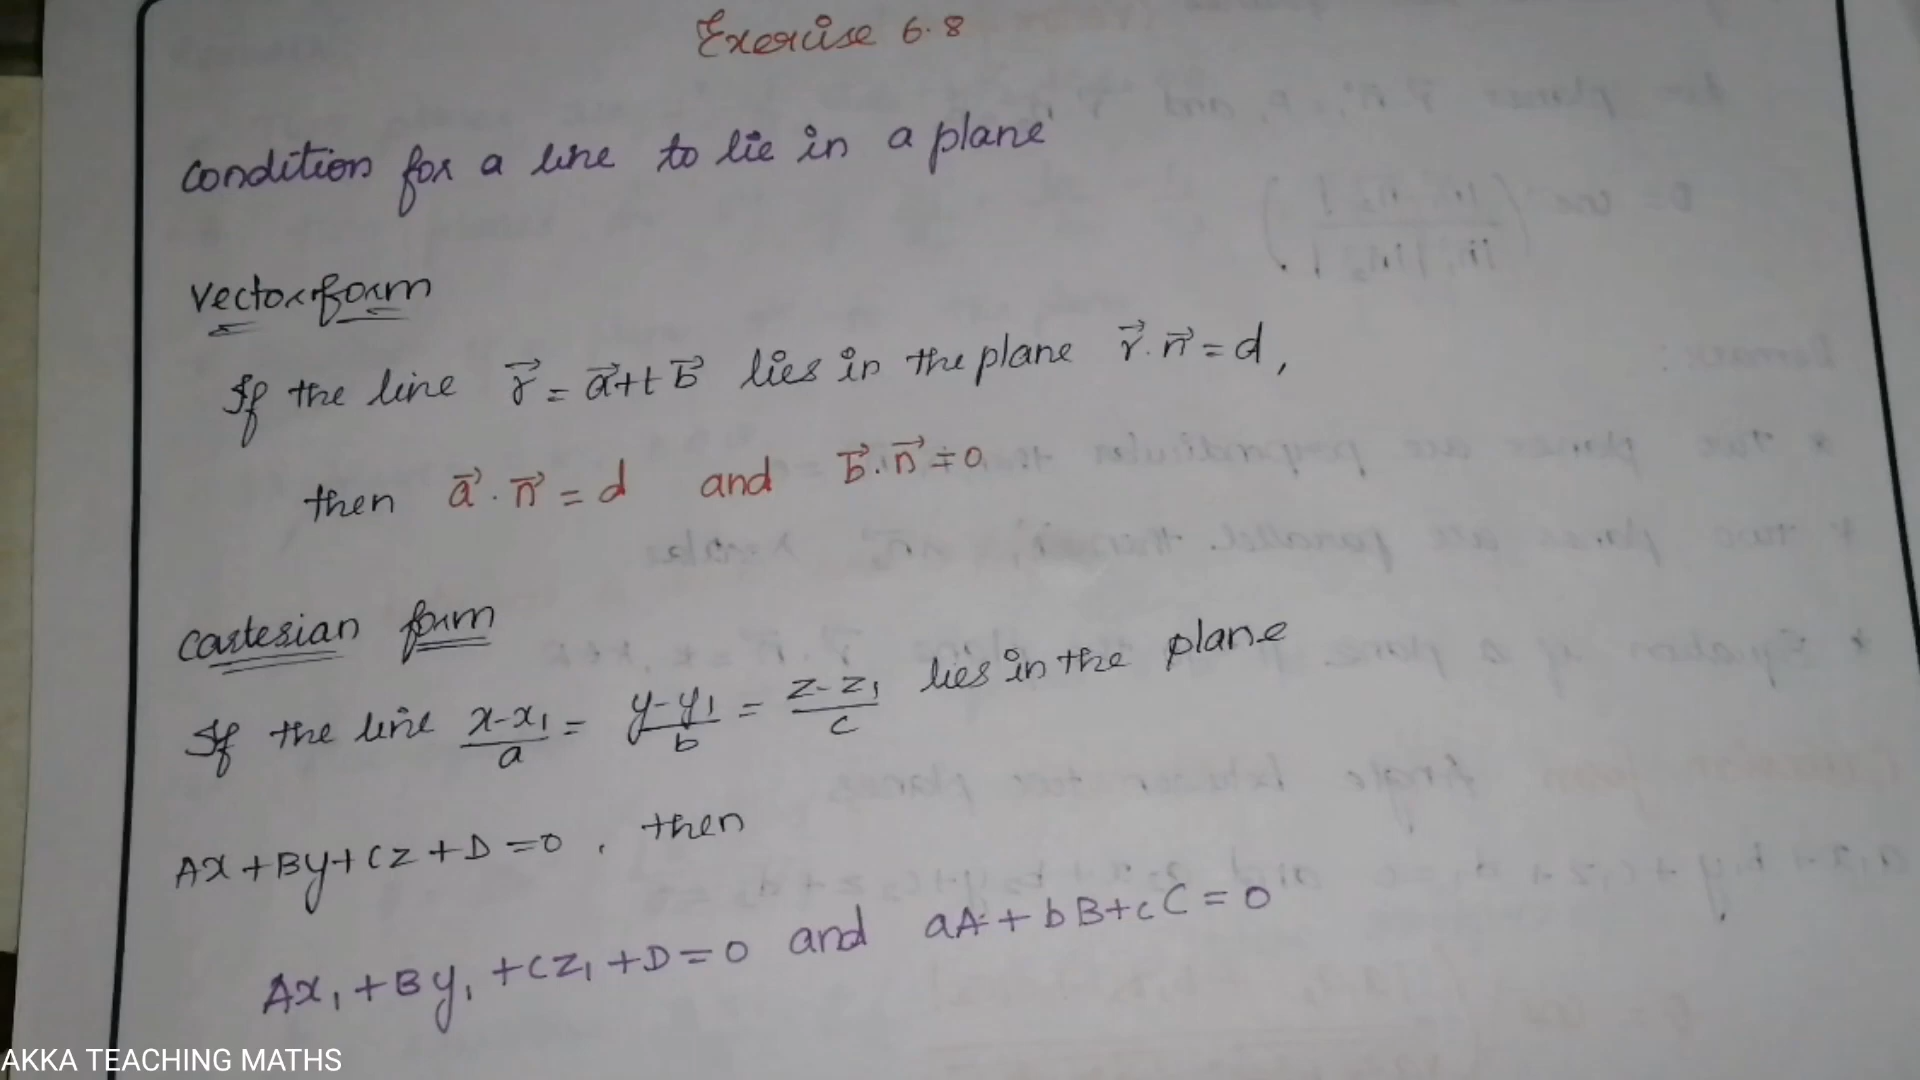 Exercise 6.8
condition for a line to lie in a plane
vector form
If the line r⃗ = a⃗+t b⃗ lies in the plane r⃗.n⃗ = d,
then a⃗.n⃗ = d and b⃗.n⃗ = 0
cartesian form
If the line x-x₁/a = y-y₁/b = z-z₁/c lies in the plane
Ax+By+Cz+D=0, then
Ax₁+By₁+Cz₁+D=0 and aA+bB+cC=0
AKKA TEACHING MATHS